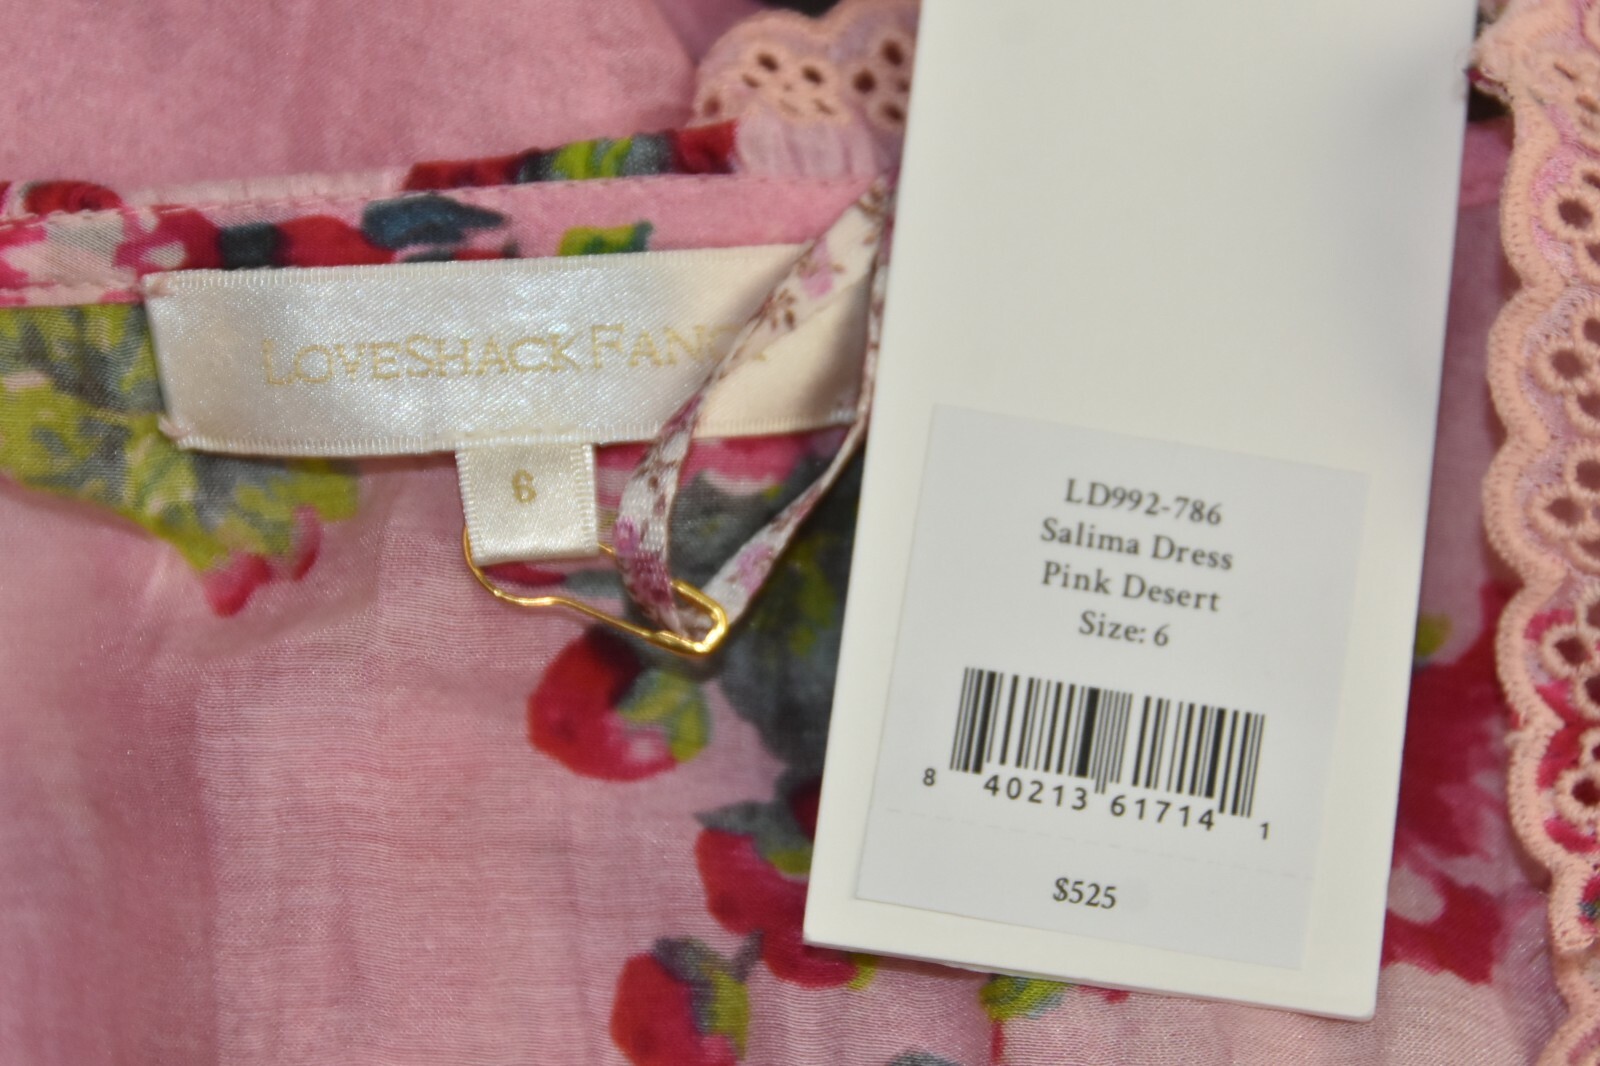 LOVESHACKFANCY
6
LD992-786
Salima Dress
Pink Desert
Size: 6
8 40213 61714 1
$525